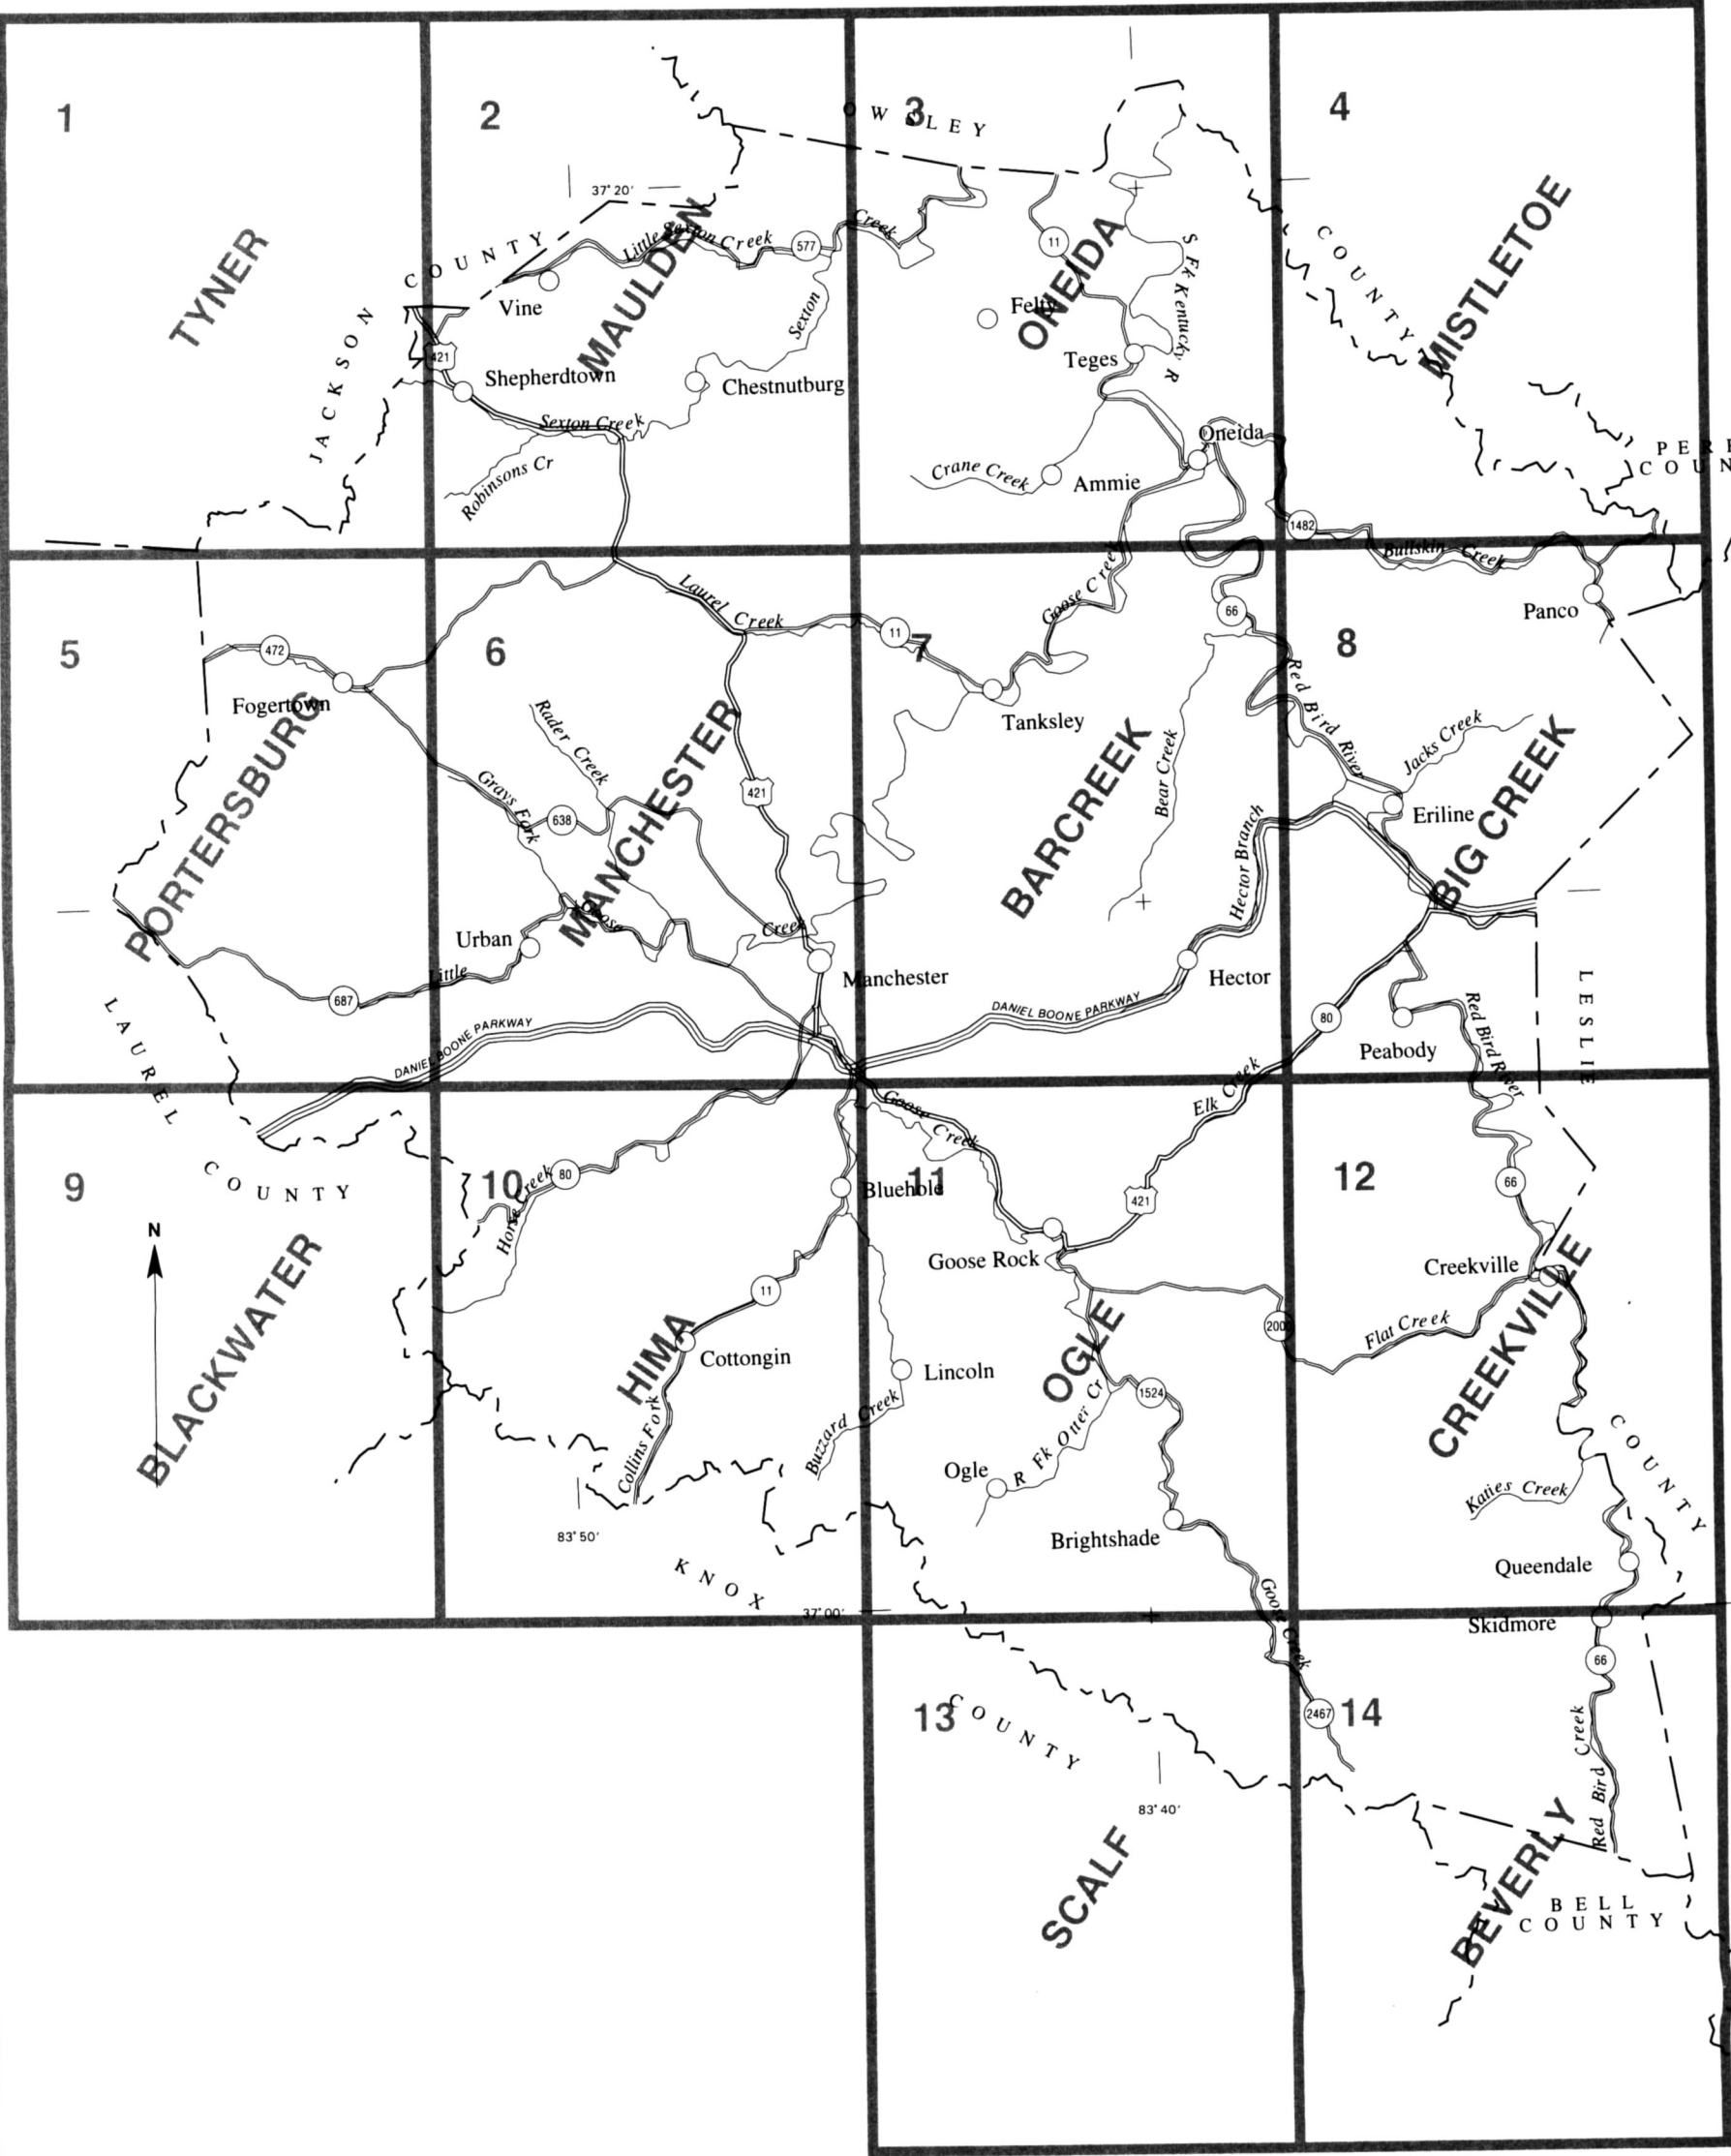 1
2
3
4
OWSLEY
37°20'
COUNTY
Little Sexton Creek
577
Creek
11
S Fk Kentucky R
COUNTY
TYNER
MAULDEN
ONEIDA
MISTLETOE
JACKSON
Vine
Sexton
Felty
421
Teges
Shepherdtown
Chestnutburg
Sexton Creek
Oneida
Robinsons Cr
Crane Creek
Ammie
COUN
1482
Bullskin Creek
Laurel Creek
Goose Creek
66
Panco
5
472
6
11
7
8
Fogertown
Tanksley
Red Bird River
Jacks Creek
Rader Creek
PORTERSBURG
MANCHESTER
BARCREEK
BIG CREEK
Grays Fork
638
421
Bear Creek
Hector Branch
Eriline
Urban
Goose
Creek
Little
Manchester
Hector
687
DANIEL BOONE PARKWAY
DANIEL BOONE PARKWAY
80
Red Bird River
LESLIE
Peabody
LAUREL
COUNTY
Goose Creek
Elk Creek
9
10
11
12
Horse Creek
80
Bluehole
421
66
N
Goose Rock
Creekville
BLACKWATER
HIMA
OGLE
CREEKVILLE
11
Flat Creek
Cottongin
Lincoln
1524
Collins Fork
Buzzard Creek
R Fk Otter Cr
Ogle
Katies Creek
COUNTY
83°50'
Brightshade
KNOX
Queendale
37°00'
Goose Creek
Skidmore
66
13
COUNTY
2467
14
Red Bird Creek
83°40'
SCALF
BEVERLY
BELL
COUNTY